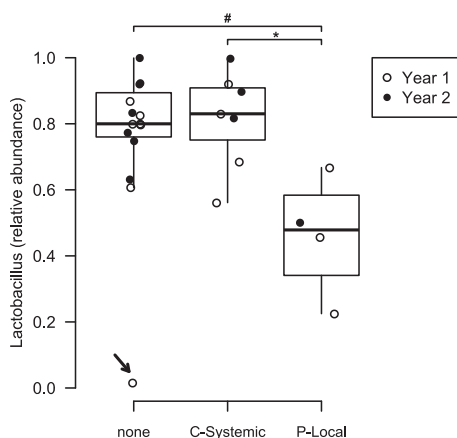 #
*
Year 1
Year 2
Lactobacillus (relative abundance)
1.0
0.8
0.6
0.4
0.2
0.0
none C-Systemic P-Local